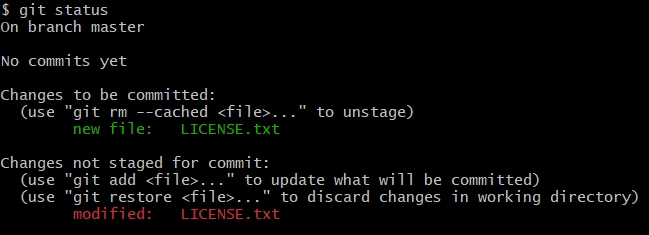 $ git status
On branch master

No commits yet

Changes to be committed:
  (use "git rm --cached <file>..." to unstage)
        new file:   LICENSE.txt

Changes not staged for commit:
  (use "git add <file>..." to update what will be committed)
  (use "git restore <file>..." to discard changes in working directory)
        modified:   LICENSE.txt